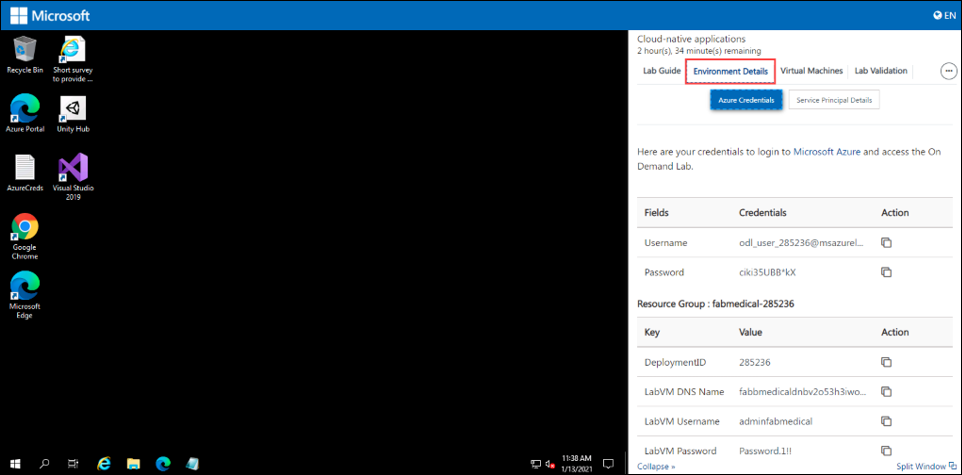 Microsoft
EN
Recycle Bin
Short survey
to provide ...
Azure Portal
Unity Hub
AzureCreds
Visual Studio
2019
Google
Chrome
Microsoft
Edge
11:38 AM
1/13/2021
Cloud-native applications
2 hour(s), 34 minute(s) remaining
Lab Guide Environment Details Virtual Machines Lab Validation
Azure Credentials Service Principal Details
Here are your credentials to login to Microsoft Azure and access the On
Demand Lab.
Fields Credentials Action
Username odl_user_285236@msazurel...
Password ciki35UBB*kX
Resource Group : fabmedical-285236
Key Value Action
DeploymentID 285236
LabVM DNS Name fabbmedicaldnbv2o53h3iwo...
LabVM Username adminfabmedical
LabVM Password Password.1!!
Collapse » Split Window